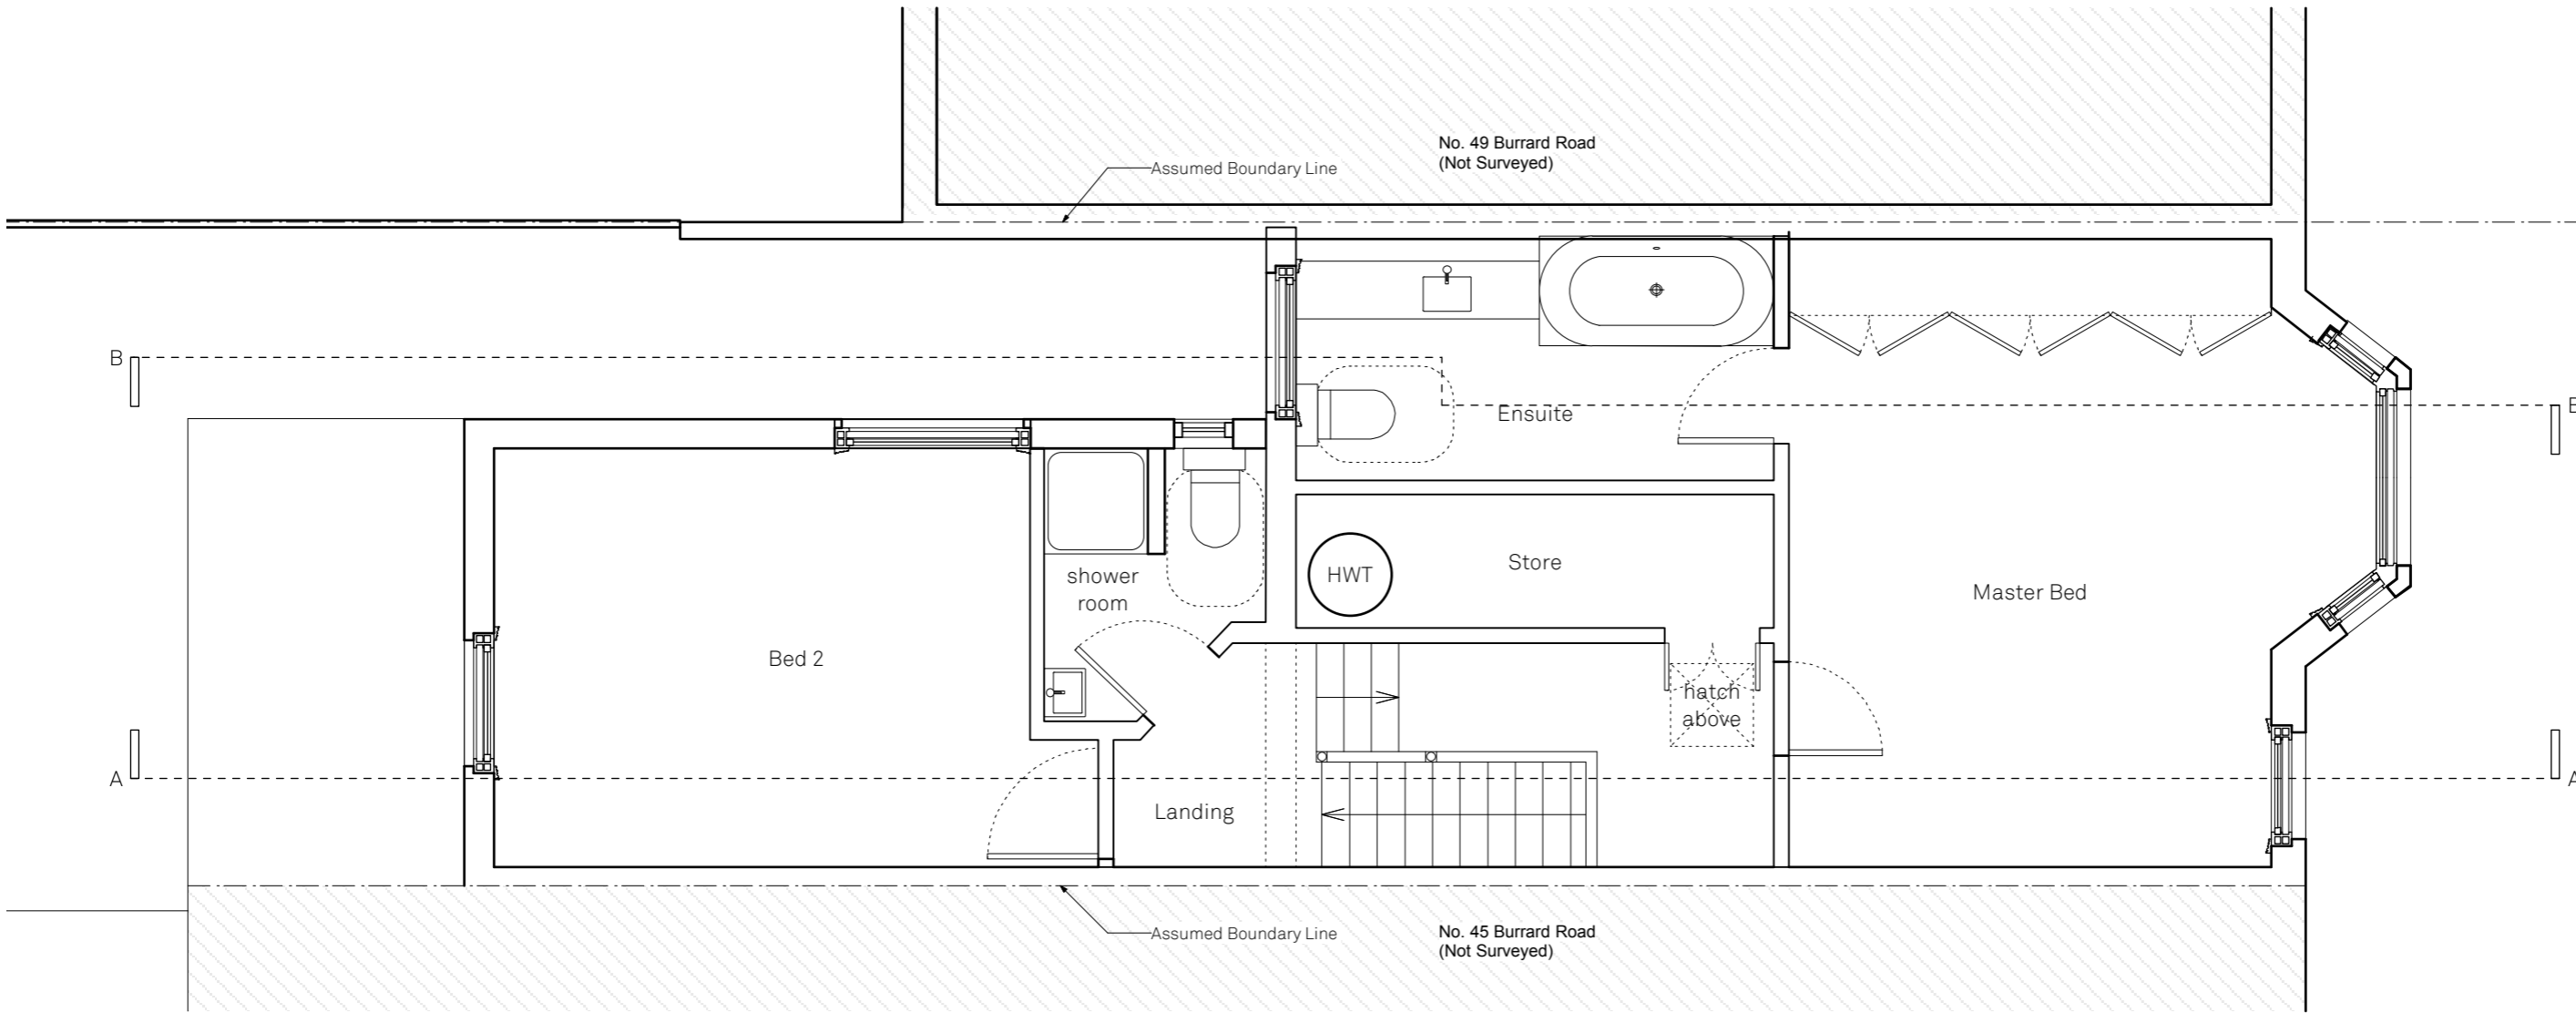 No. 49 Burrard Road
(Not Surveyed)
Assumed Boundary Line
B
B
Ensuite
Store
HWT
shower
room
Master Bed
Bed 2
hatch
above
A
A
Landing
Assumed Boundary Line
No. 45 Burrard Road
(Not Surveyed)